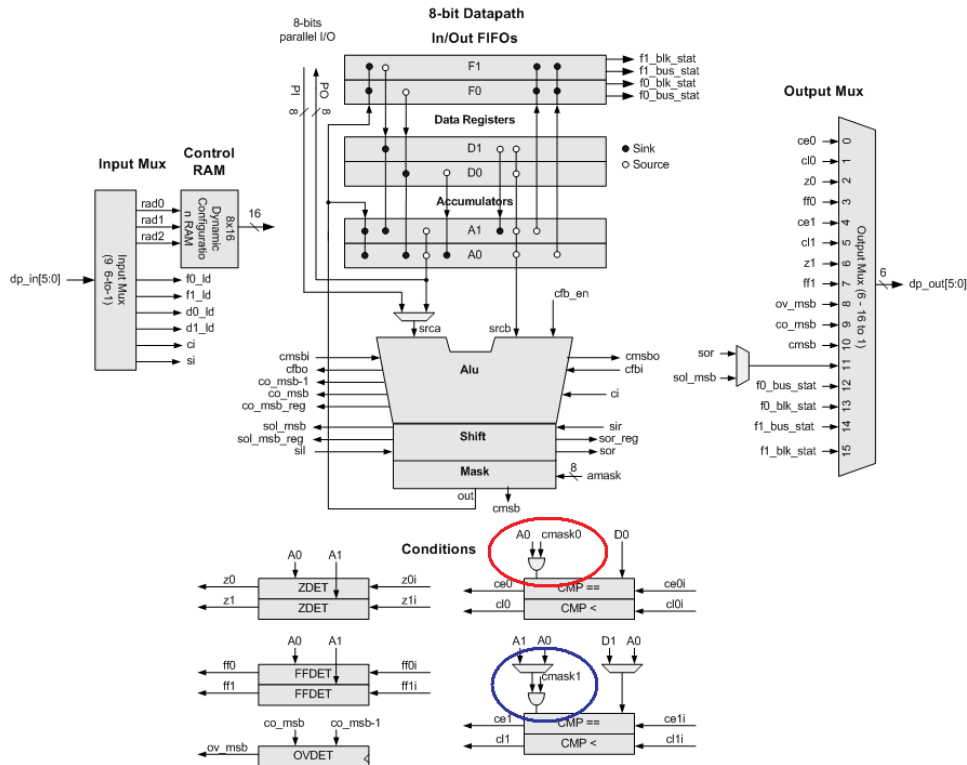 8-bit Datapath
8-bits
parallel I/O
In/Out FIFOs
F1
F0
f1_blk_stat
f1_bus_stat
f0_blk_stat
f0_bus_stat
PI
PO
8
8
Data Registers
D1
D0
Sink
Source
Accumulators
A1
A0
Input Mux
Control
RAM
Input Mux
(9 6-to-1)
dp_in[5:0]
rad0
rad1
rad2
8x16
Dynamic
Configuratio
n RAM
16
f0_ld
f1_ld
d0_ld
d1_ld
ci
si
srca
srcb
cfb_en
Alu
cmsbi
cfbo
co_msb-1
co_msb
co_msb_reg
cmsbo
cfbi
ci
sol_msb
sol_msb_reg
sil
Shift
sir
sor_reg
sor
Mask
8
amask
out
cmsb
Output Mux
ce0
cl0
z0
ff0
ce1
cl1
z1
ff1
ov_msb
co_msb
cmsb
sor
sol_msb
f0_bus_stat
f0_blk_stat
f1_bus_stat
f1_blk_stat
0
1
2
3
4
5
6
7
8
9
10
11
12
13
14
15
Output Mux (6 - 16 to 1)
6
dp_out[5:0]
Conditions
A0 A1
z0 ZDET z0i
z1 ZDET z1i
A0 A1
ff0 FFDET ff0i
ff1 FFDET ff1i
co_msb co_msb-1
ov_msb OVDET
A0 cmask0 D0
ce0 CMP == ce0i
cl0 CMP < cl0i
A1 A0 D1 A0
cmask1
ce1 CMP == ce1i
cl1 CMP < cl1i